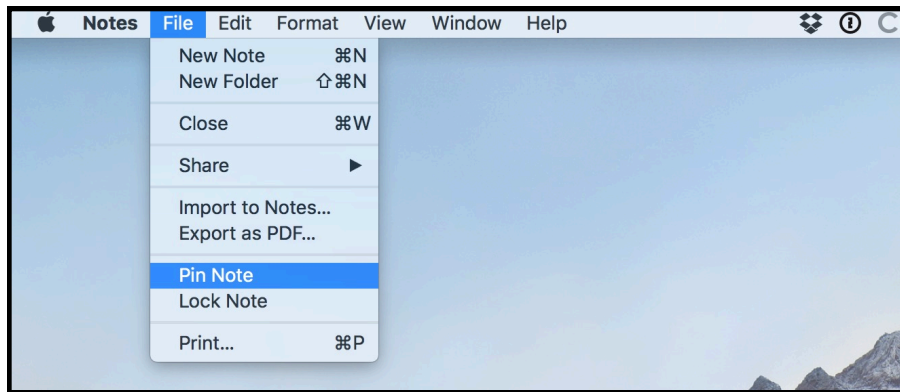 Notes File Edit Format View Window Help
New Note ⌘N
New Folder ⇧⌘N
Close ⌘W
Share ▶
Import to Notes...
Export as PDF...
Pin Note
Lock Note
Print... ⌘P